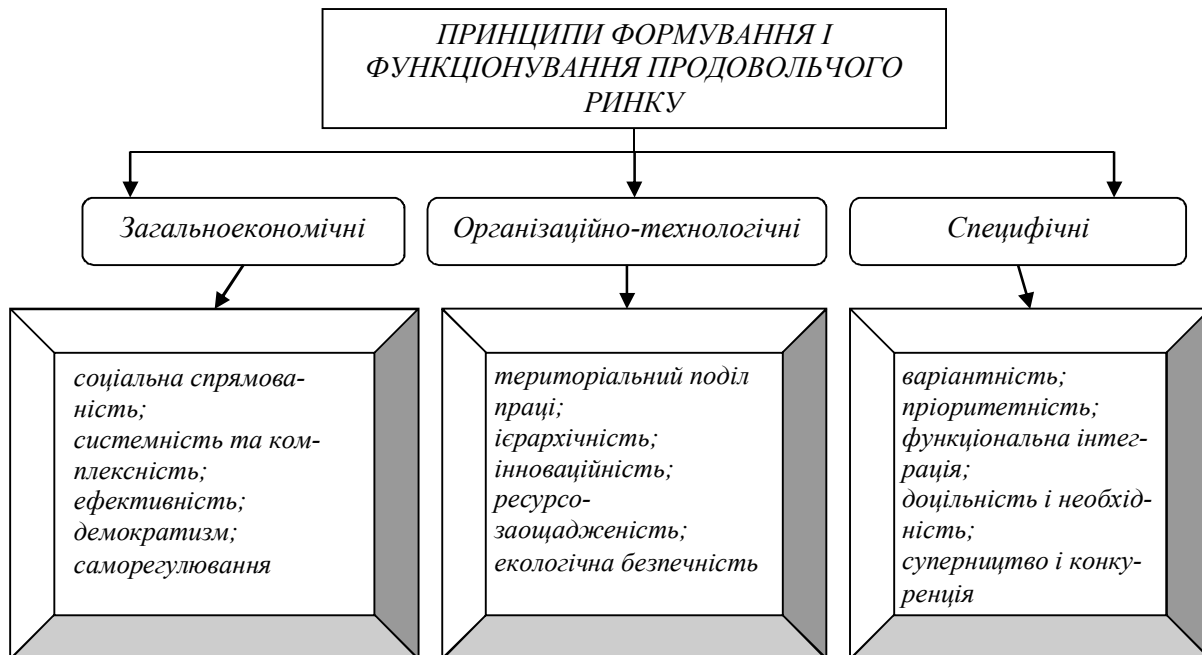 ПРИНЦИПИ ФОРМУВАННЯ І
ФУНКЦІОНУВАННЯ ПРОДОВОЛЬЧОГО
РИНКУ
Загальноекономічні
Організаційно-технологічні
Специфічні
соціальна спрямова-
ність;
системність та ком-
плексність;
ефективність;
демократизм;
саморегулювання
територіальний поділ
праці;
ієрархічність;
інноваційність;
ресурсо-
заощадженість;
екологічна безпечність
варіантність;
пріоритетність;
функціональна інтег-
рація;
доцільність і необхід-
ність;
суперництво і конку-
ренція